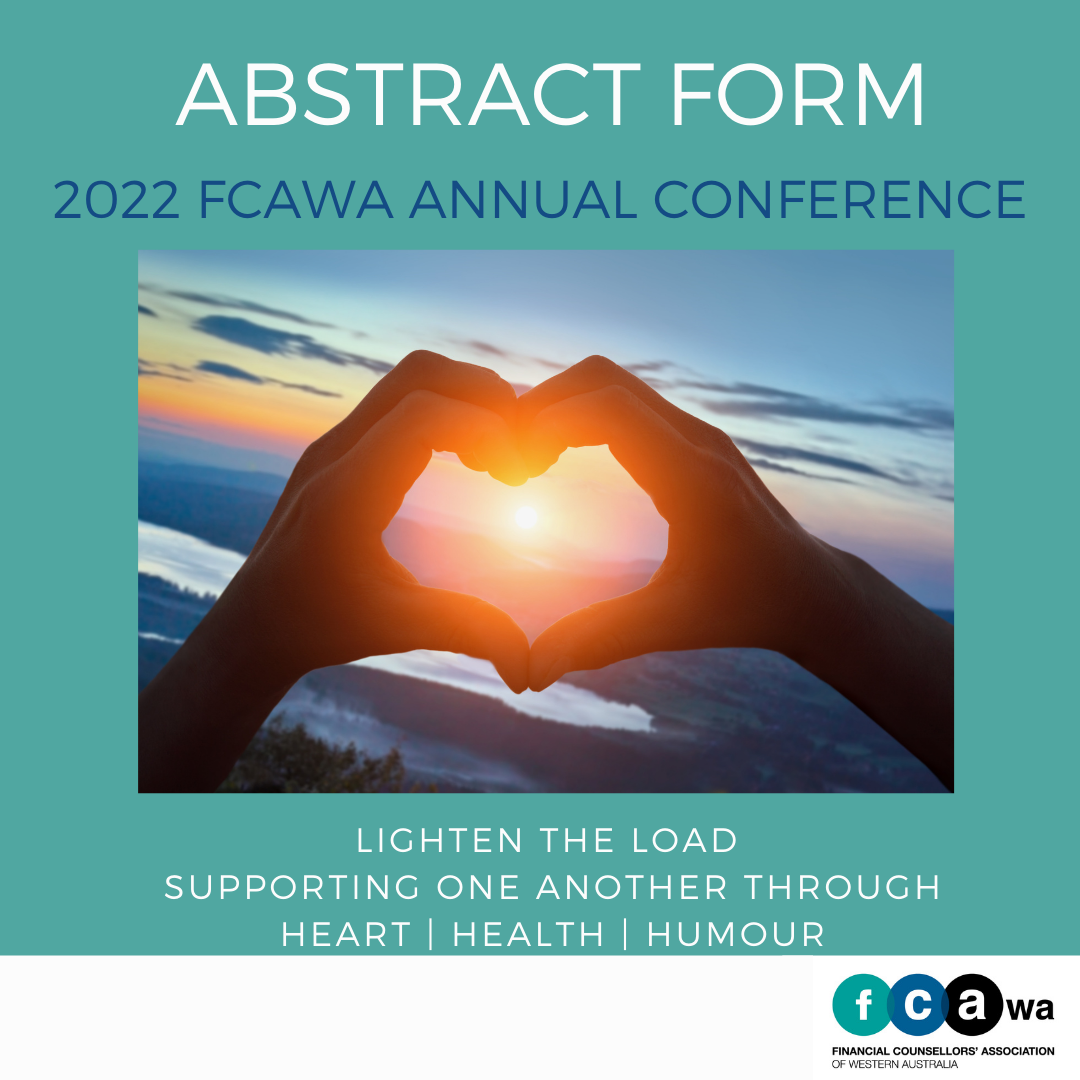 ABSTRACT FORM
2022 FCAWA ANNUAL CONFERENCE
LIGHTEN THE LOAD
SUPPORTING ONE ANOTHER THROUGH
HEART | HEALTH | HUMOUR
fcawa
FINANCIAL COUNSELLORS' ASSOCIATION
OF WESTERN AUSTRALIA